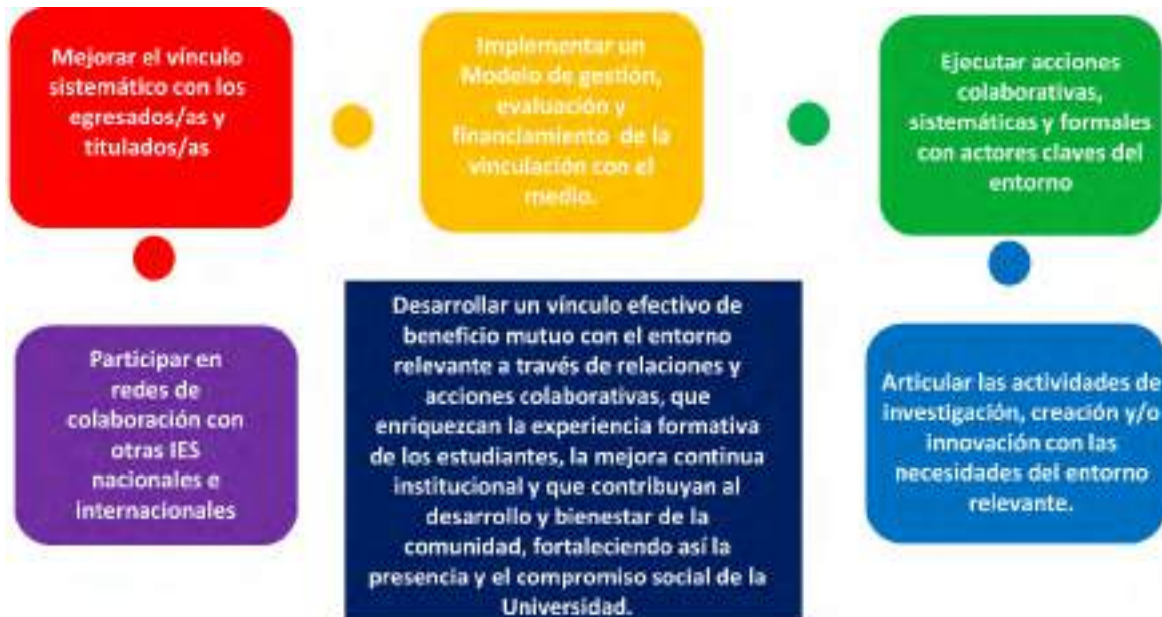 Mejorar el vínculo
sistemático con los
egresados/as y
titulados/as
Implementar un
Modelo de gestión,
evaluación y
financiamiento de la
vinculación con el
medio.
Ejecutar acciones
colaborativas,
sistemáticas y formales
con actores claves del
entorno
Participar en
redes de
colaboración con
otras IES
nacionales e
internacionales
Desarrollar un vínculo efectivo de
beneficio mutuo con el entorno
relevante a través de relaciones y
acciones colaborativas, que
enriquezcan la experiencia formativa
de los estudiantes, la mejora continua
institucional y que contribuyan al
desarrollo y bienestar de la
comunidad, fortaleciendo así la
presencia y el compromiso social de la
Universidad.
Articular las actividades de
investigación, creación y/o
innovación con las
necesidades del entorno
relevante.